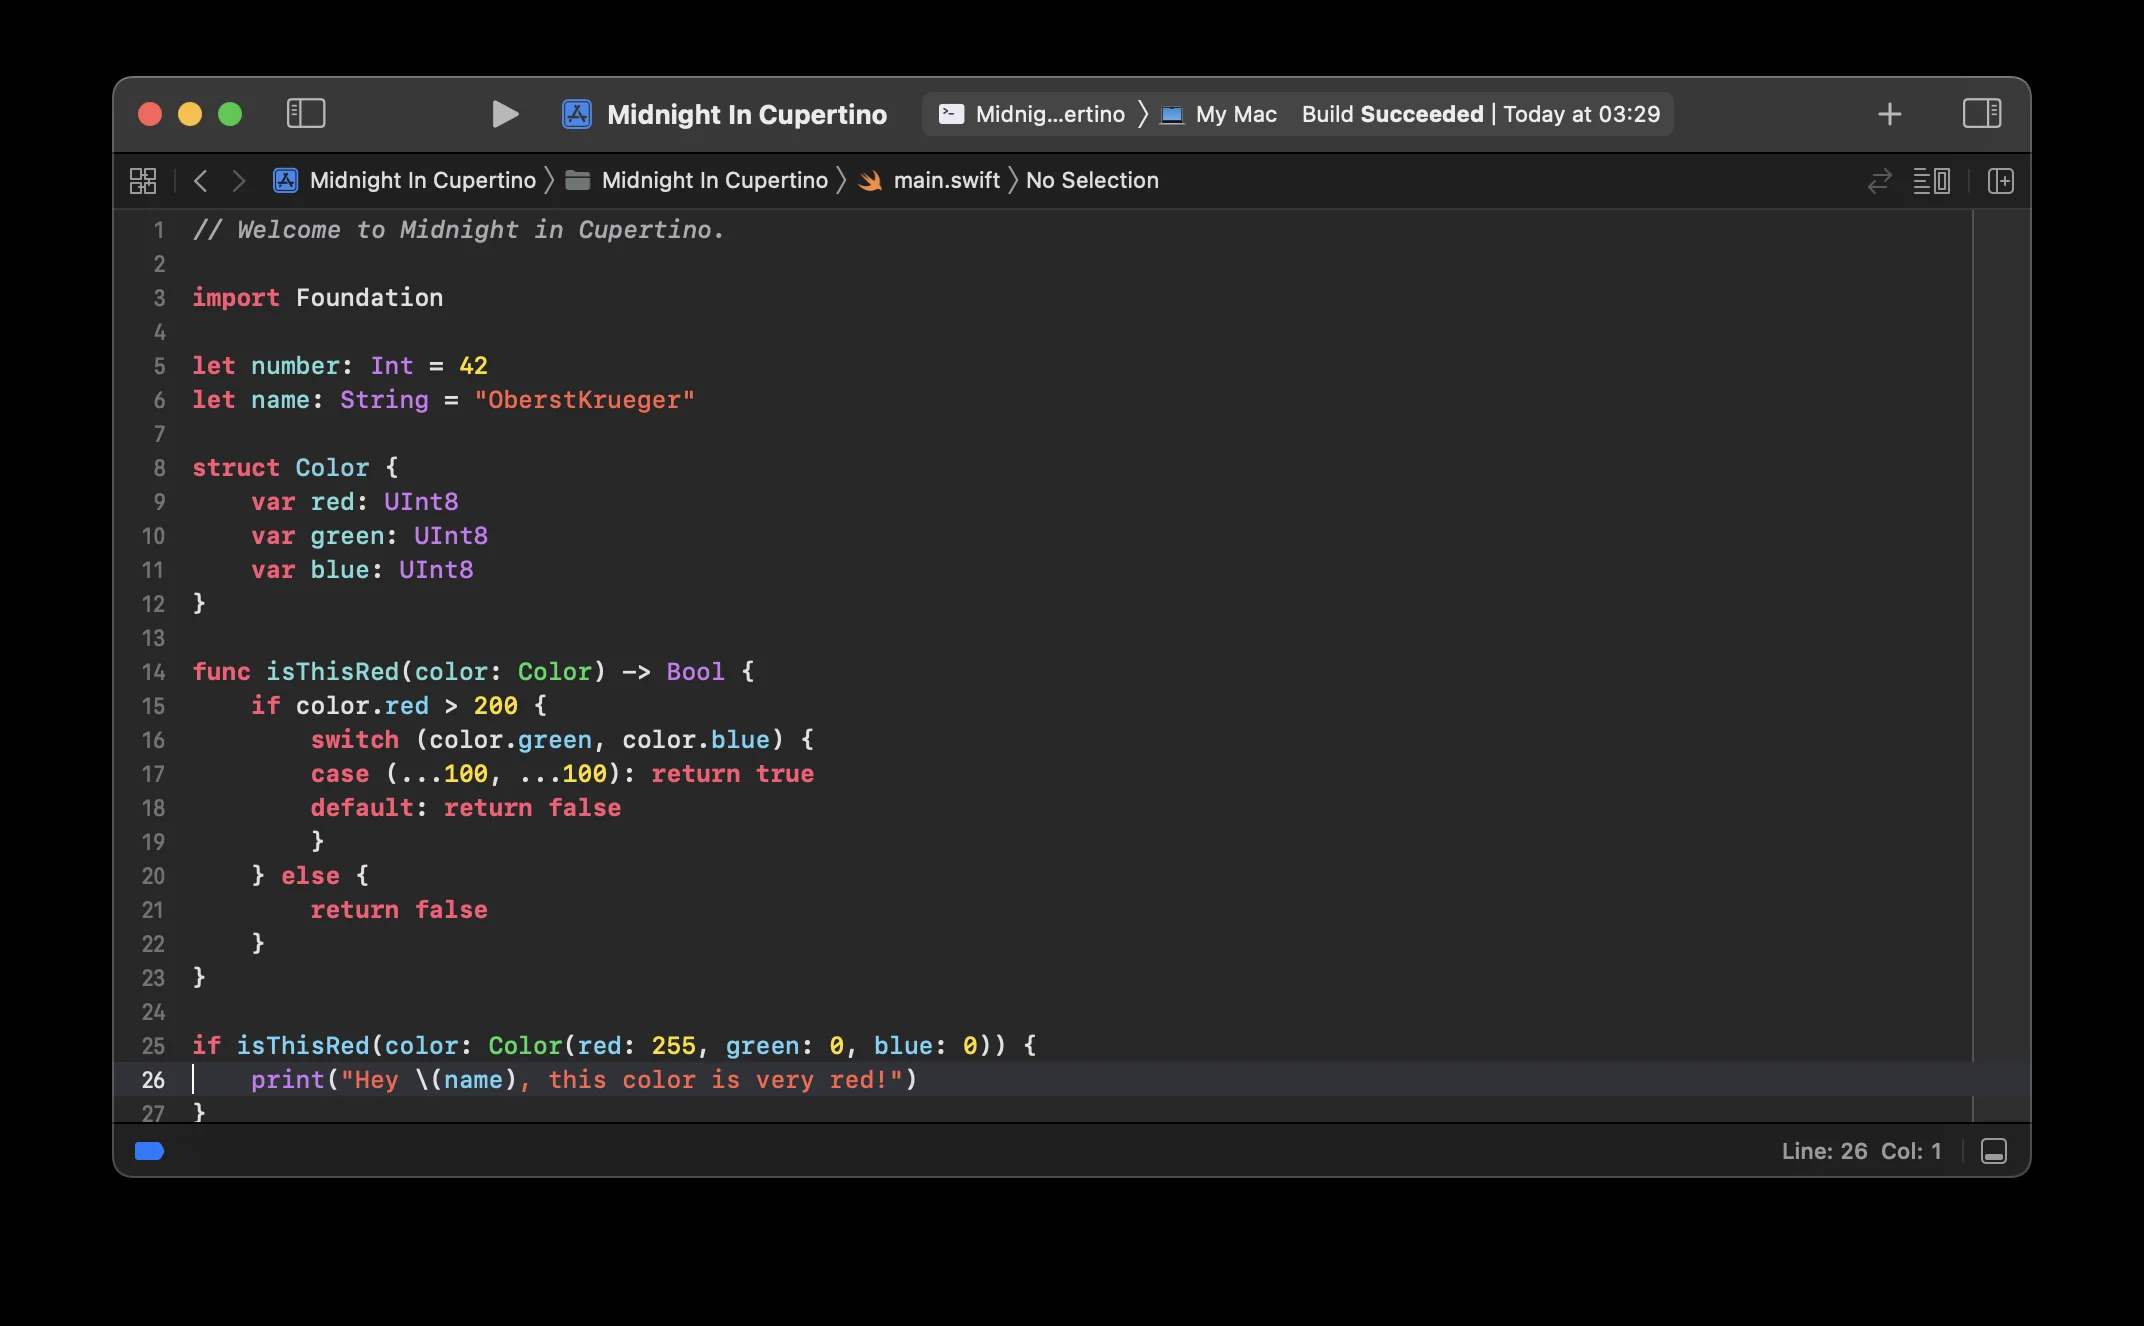 Midnight In Cupertino Midnig...ertino 〉 My Mac Build Succeeded | Today at 03:29
Midnight In Cupertino 〉 Midnight In Cupertino 〉 main.swift 〉 No Selection
1 // Welcome to Midnight in Cupertino.
2
3 import Foundation
4
5 let number: Int = 42
6 let name: String = "OberstKrueger"
7
8 struct Color {
9     var red: UInt8
10     var green: UInt8
11     var blue: UInt8
12 }
13
14 func isThisRed(color: Color) -> Bool {
15     if color.red > 200 {
16         switch (color.green, color.blue) {
17         case (...100, ...100): return true
18         default: return false
19         }
20     } else {
21         return false
22     }
23 }
24
25 if isThisRed(color: Color(red: 255, green: 0, blue: 0)) {
26     print("Hey \(name), this color is very red!")
27 }
Line: 26 Col: 1